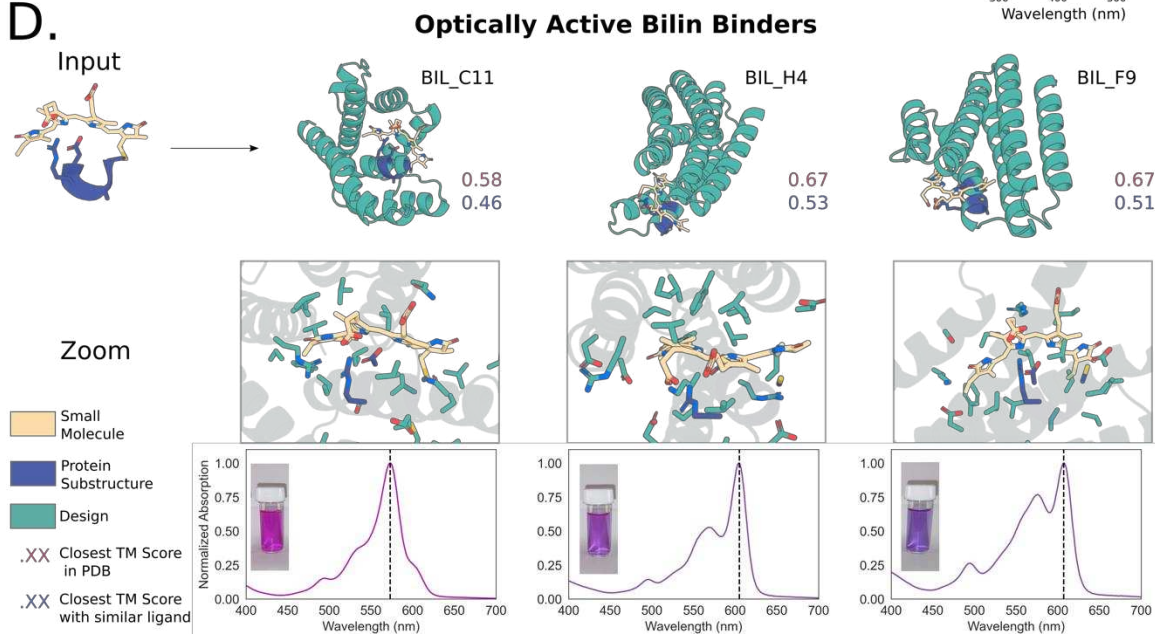 D.
Optically Active Bilin Binders
Wavelength (nm)
Input
BIL_C11
0.58
0.46
BIL_H4
0.67
0.53
BIL_F9
0.67
0.51
Zoom
Small
Molecule
Protein
Substructure
Design
.XX Closest TM Score
in PDB
.XX Closest TM Score
with similar ligand
Normalized Absorption
1.00
0.75
0.50
0.25
0.00
400 450 500 550 600 650 700
Wavelength (nm)
1.00
0.75
0.50
0.25
0.00
400 450 500 550 600 650 700
Wavelength (nm)
1.00
0.75
0.50
0.25
0.00
400 450 500 550 600 650 700
Wavelength (nm)